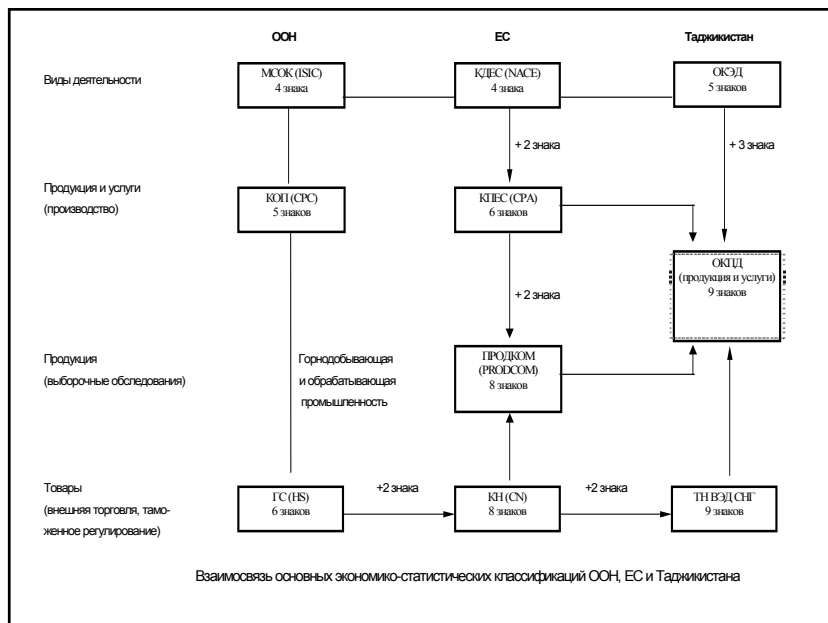 ООН
ЕС
Таджикистан
Виды деятельности
МСОК (ISIC)
4 знака
КДЕС (NACE)
4 знака
ОКЭД
5 знаков
+ 2 знака
+ 3 знака
Продукция и услуги
(производство)
КОП (CPC)
5 знаков
КПЕС (CPA)
6 знаков
ОКПД
(продукция и услуги)
9 знаков
+ 2 знака
Продукция
(выборочные обследования)
Горнодобывающая
и обрабатывающая
промышленность
ПРОДКОМ
(PRODCOM)
8 знаков
Товары
(внешняя торговля, тамо-
женное регулирование)
ГС (HS)
6 знаков
+2 знака
КН (CN)
8 знаков
+2 знака
ТН ВЭД СНГ
9 знаков
Взаимосвязь основных экономико-статистических классификаций ООН, ЕС и Таджикистана